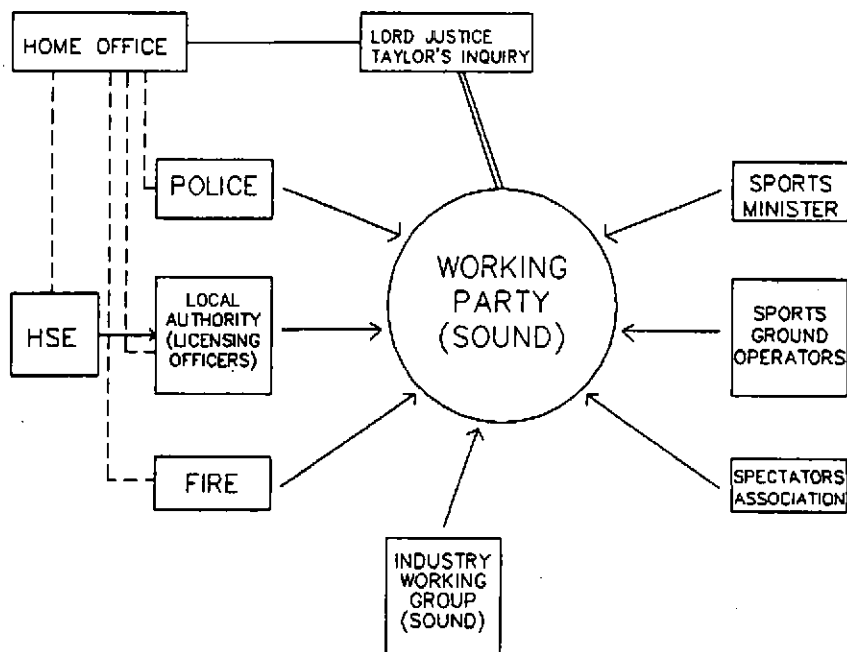 HOME OFFICE
LORD JUSTICE
TAYLOR'S INQUIRY
POLICE
SPORTS
MINISTER
WORKING
PARTY
(SOUND)
HSE
LOCAL
AUTHORITY
(LICENSING
OFFICERS)
SPORTS
GROUND
OPERATORS
FIRE
SPECTATORS
ASSOCIATION
INDUSTRY
WORKING
GROUP
(SOUND)